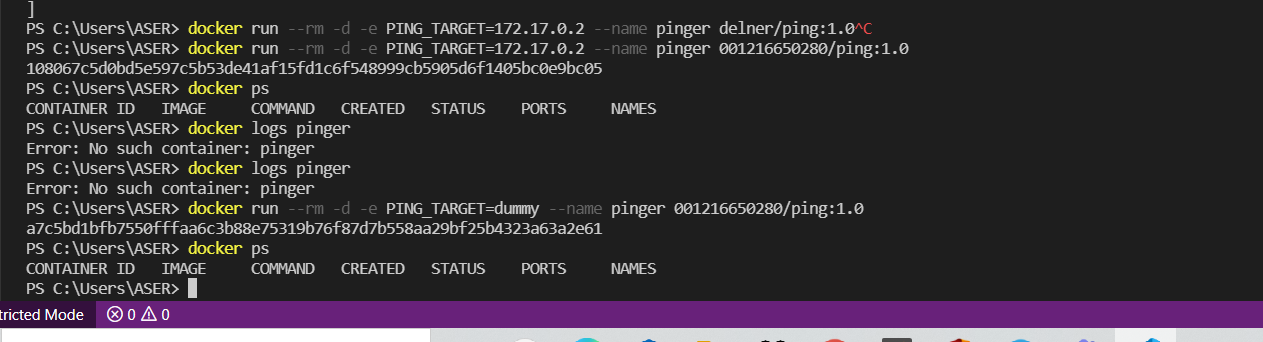 ]
PS C:\Users\ASER> docker run --rm -d -e PING_TARGET=172.17.0.2 --name pinger delner/ping:1.0^C
PS C:\Users\ASER> docker run --rm -d -e PING_TARGET=172.17.0.2 --name pinger 001216650280/ping:1.0
108067c5d0bd5e597c5b53de41af15fd1c6f548999cb5905d6f1405bc0e9bc05
PS C:\Users\ASER> docker ps
CONTAINER ID   IMAGE     COMMAND   CREATED   STATUS    PORTS     NAMES
PS C:\Users\ASER> docker logs pinger
Error: No such container: pinger
PS C:\Users\ASER> docker logs pinger
Error: No such container: pinger
PS C:\Users\ASER> docker run --rm -d -e PING_TARGET=dummy --name pinger 001216650280/ping:1.0
a7c5bd1bfb7550fffaa6c3b88e75319b76f87d7b558aa29bf25b4323a63a2e61
PS C:\Users\ASER> docker ps
CONTAINER ID   IMAGE     COMMAND   CREATED   STATUS    PORTS     NAMES
PS C:\Users\ASER>
tricted Mode 0 0